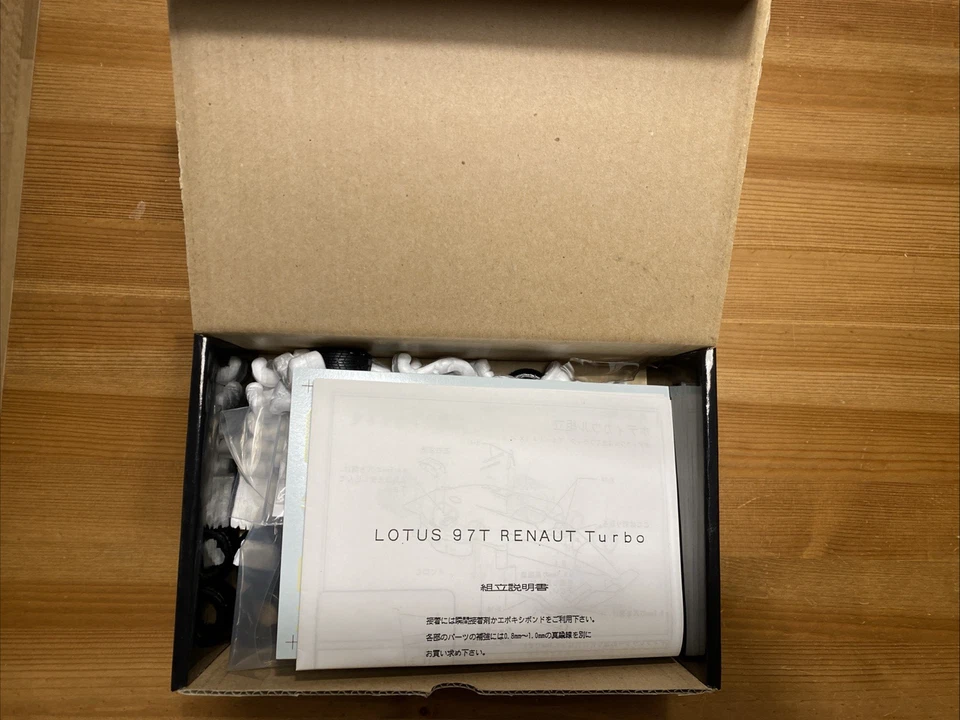 LOTUS 97T RENAUT Turbo
組立説明書
接着には瞬間接着剤かエポキシボンドをご利用下さい。
各部のパーツの補強には0.8mm〜1.0mmの真鍮線を別に
お買い求め下さい。